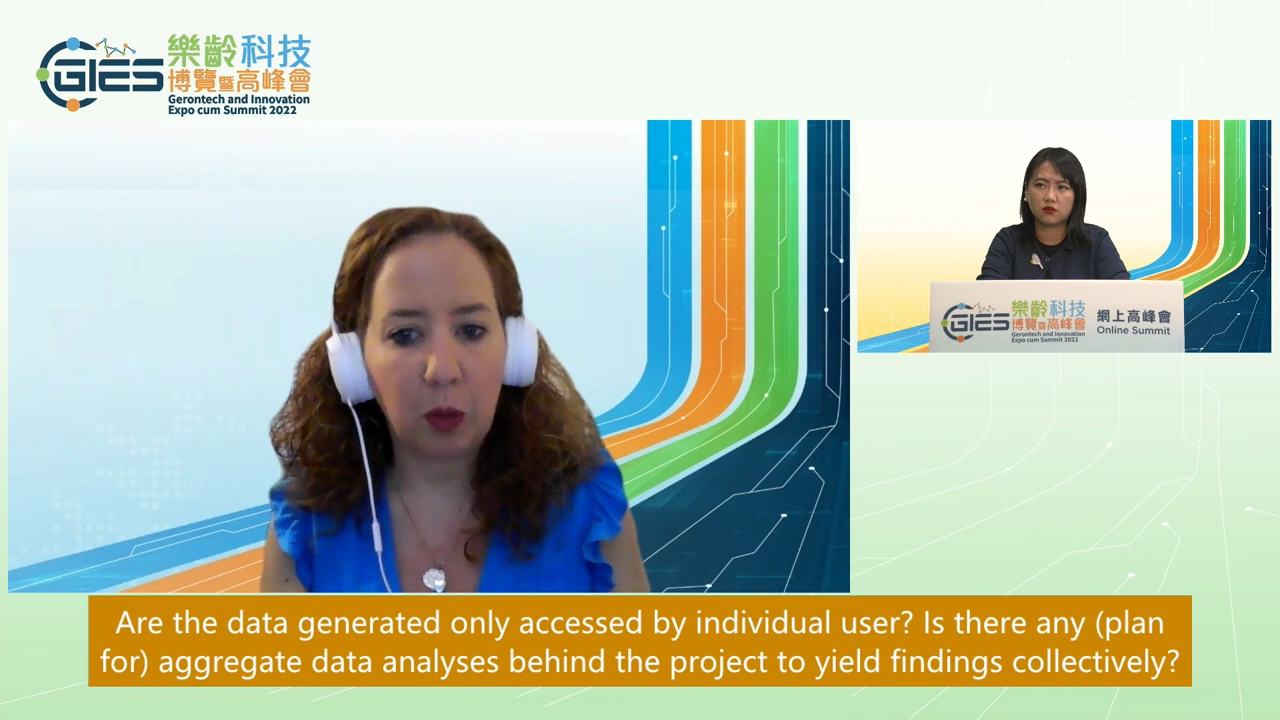 GIES
樂齡科技
博覽暨高峰會
Gerontech and Innovation
Expo cum Summit 2022
GIES
樂齡科技
博覽暨高峰會
Gerontech and Innovation
Expo cum Summit 2022
網上高峰會
Online Summit
Are the data generated only accessed by individual user? Is there any (plan
for) aggregate data analyses behind the project to yield findings collectively?